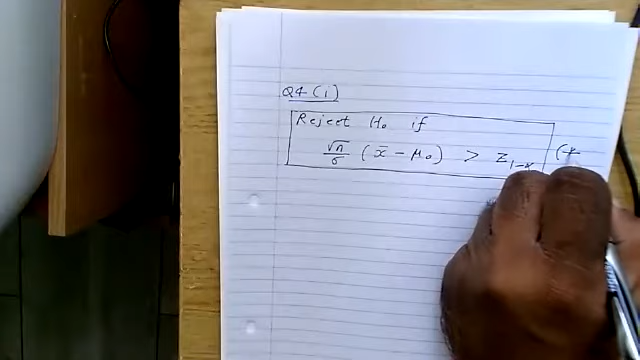 Q4(i)
Reject H₀ if
√n/σ (x̄ - μ₀) > z₁₋α (*